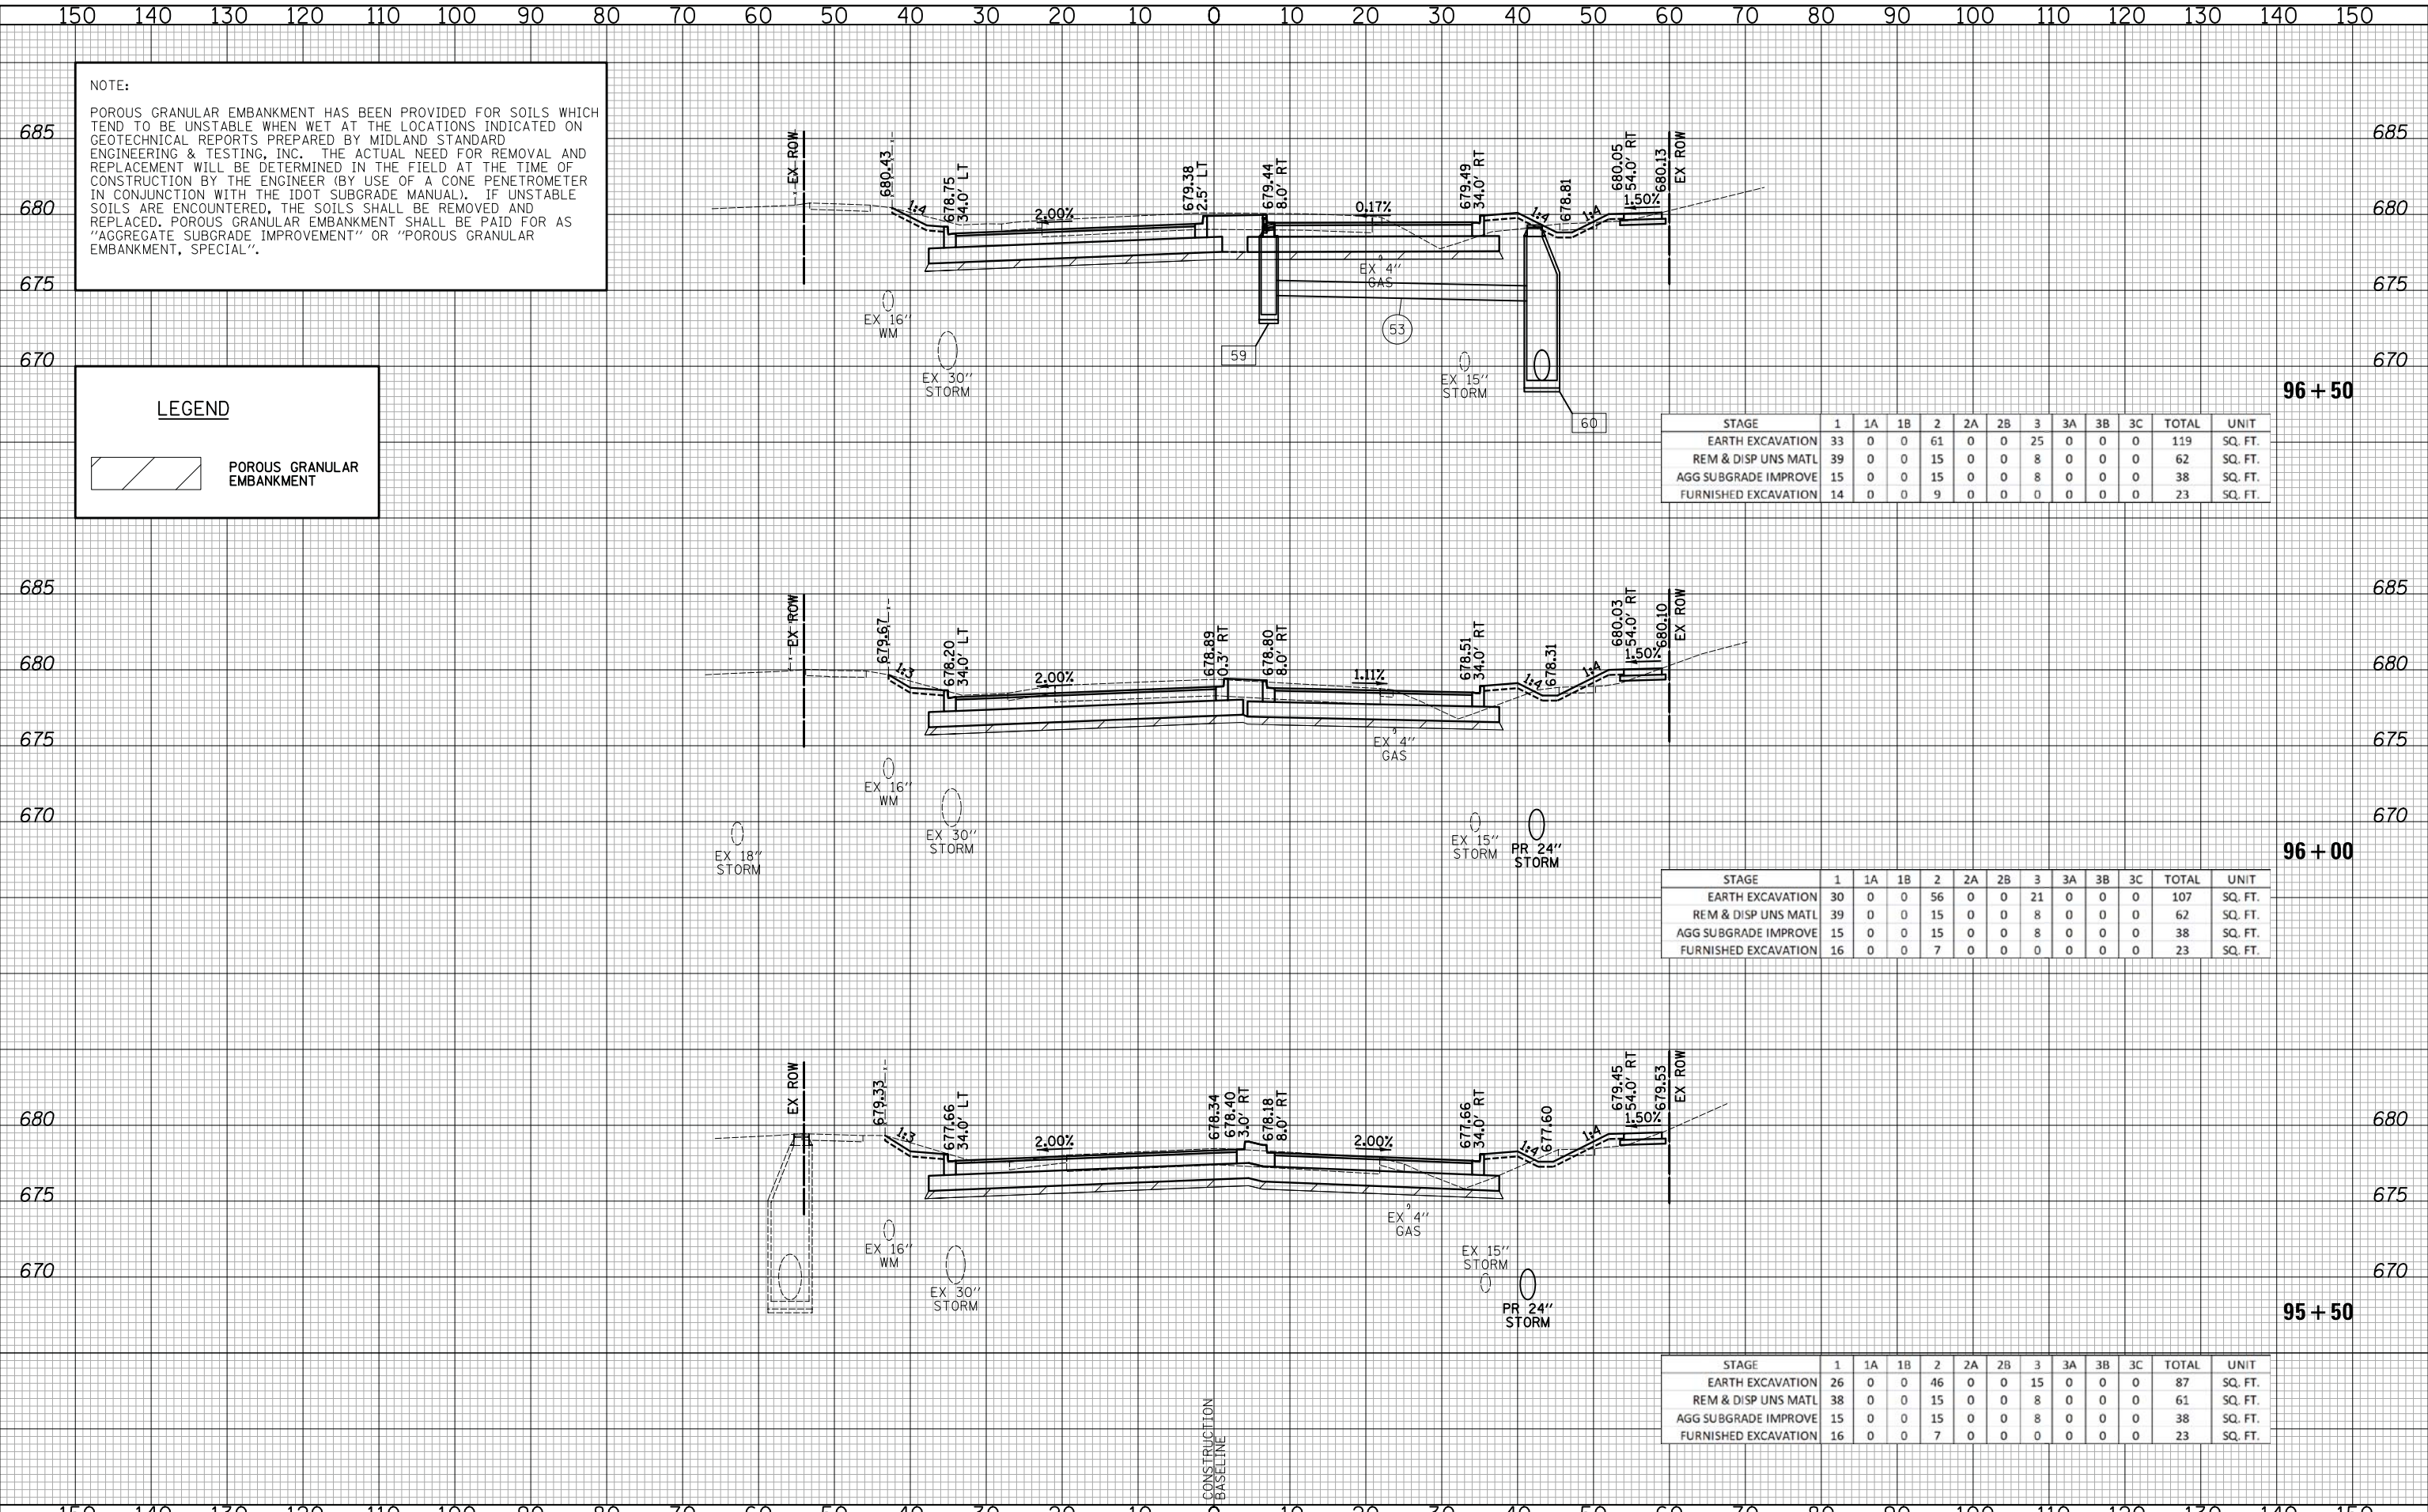 150 140 130 120 110 100 90 80 70 60 50 40 30 20 10 0 10 20 30 40 50 60 70 80 90 100 110 120 130 140 150
NOTE:
POROUS GRANULAR EMBANKMENT HAS BEEN PROVIDED FOR SOILS WHICH
TEND TO BE UNSTABLE WHEN WET AT THE LOCATIONS INDICATED ON
GEOTECHNICAL REPORTS PREPARED BY MIDLAND STANDARD
ENGINEERING & TESTING, INC. THE ACTUAL NEED FOR REMOVAL AND
REPLACEMENT WILL BE DETERMINED IN THE FIELD AT THE TIME OF
CONSTRUCTION BY THE ENGINEER (BY USE OF A CONE PENETROMETER
IN CONJUNCTION WITH THE IDOT SUBGRADE MANUAL). IF UNSTABLE
SOILS ARE ENCOUNTERED, THE SOILS SHALL BE REMOVED AND
REPLACED. POROUS GRANULAR EMBANKMENT SHALL BE PAID FOR AS
"AGGREGATE SUBGRADE IMPROVEMENT" OR "POROUS GRANULAR
EMBANKMENT, SPECIAL".
LEGEND
POROUS GRANULAR
EMBANKMENT
685 685
680 680
675 675
670 670
EX ROW
680.43
678.75
34.0' LT
679.38
2.5' LT
679.44
8.0' RT
679.49
34.0' RT
678.81
680.05
54.0' RT
680.13
EX ROW
1:4
2.00%
0.17%
1:4
1:4
1.50%
EX 4"
GAS
EX 16"
WM
53
59
EX 30"
STORM
EX 15"
STORM
60
96+50
STAGE 1 1A 1B 2 2A 2B 3 3A 3B 3C TOTAL UNIT
EARTH EXCAVATION 33 0 0 61 0 0 25 0 0 0 119 SQ. FT.
REM & DISP UNS MATL 39 0 0 15 0 0 8 0 0 0 62 SQ. FT.
AGG SUBGRADE IMPROVE 15 0 0 15 0 0 8 0 0 0 38 SQ. FT.
FURNISHED EXCAVATION 14 0 0 9 0 0 0 0 0 0 23 SQ. FT.
685 685
680 680
675 675
670 670
EX ROW
679.67
678.20
34.0' LT
678.89
0.3' RT
678.80
8.0' RT
678.51
34.0' RT
678.31
680.03
54.0' RT
680.10
EX ROW
1:3
2.00%
1.11%
1:4
1:4
1.50%
EX 4"
GAS
EX 16"
WM
EX 18"
STORM
EX 30"
STORM
EX 15"
STORM
PR 24"
STORM
96+00
STAGE 1 1A 1B 2 2A 2B 3 3A 3B 3C TOTAL UNIT
EARTH EXCAVATION 30 0 0 56 0 0 21 0 0 0 107 SQ. FT.
REM & DISP UNS MATL 39 0 0 15 0 0 8 0 0 0 62 SQ. FT.
AGG SUBGRADE IMPROVE 15 0 0 15 0 0 8 0 0 0 38 SQ. FT.
FURNISHED EXCAVATION 16 0 0 7 0 0 0 0 0 0 23 SQ. FT.
680 680
675 675
670 670
EX ROW
679.33
677.66
34.0' LT
678.34
678.40
3.0' RT
678.18
8.0' RT
677.66
34.0' RT
677.60
679.45
54.0' RT
679.53
EX ROW
1:3
2.00%
2.00%
1:4
1:4
1.50%
EX 4"
GAS
EX 16"
WM
EX 30"
STORM
EX 15"
STORM
PR 24"
STORM
95+50
STAGE 1 1A 1B 2 2A 2B 3 3A 3B 3C TOTAL UNIT
EARTH EXCAVATION 26 0 0 46 0 0 15 0 0 0 87 SQ. FT.
REM & DISP UNS MATL 38 0 0 15 0 0 8 0 0 0 61 SQ. FT.
AGG SUBGRADE IMPROVE 15 0 0 15 0 0 8 0 0 0 38 SQ. FT.
FURNISHED EXCAVATION 16 0 0 7 0 0 0 0 0 0 23 SQ. FT.
CONSTRUCTION
BASELINE
150 140 130 120 110 100 90 80 70 60 50 40 30 20 10 0 10 20 30 40 50 60 70 80 90 100 110 120 130 140 150